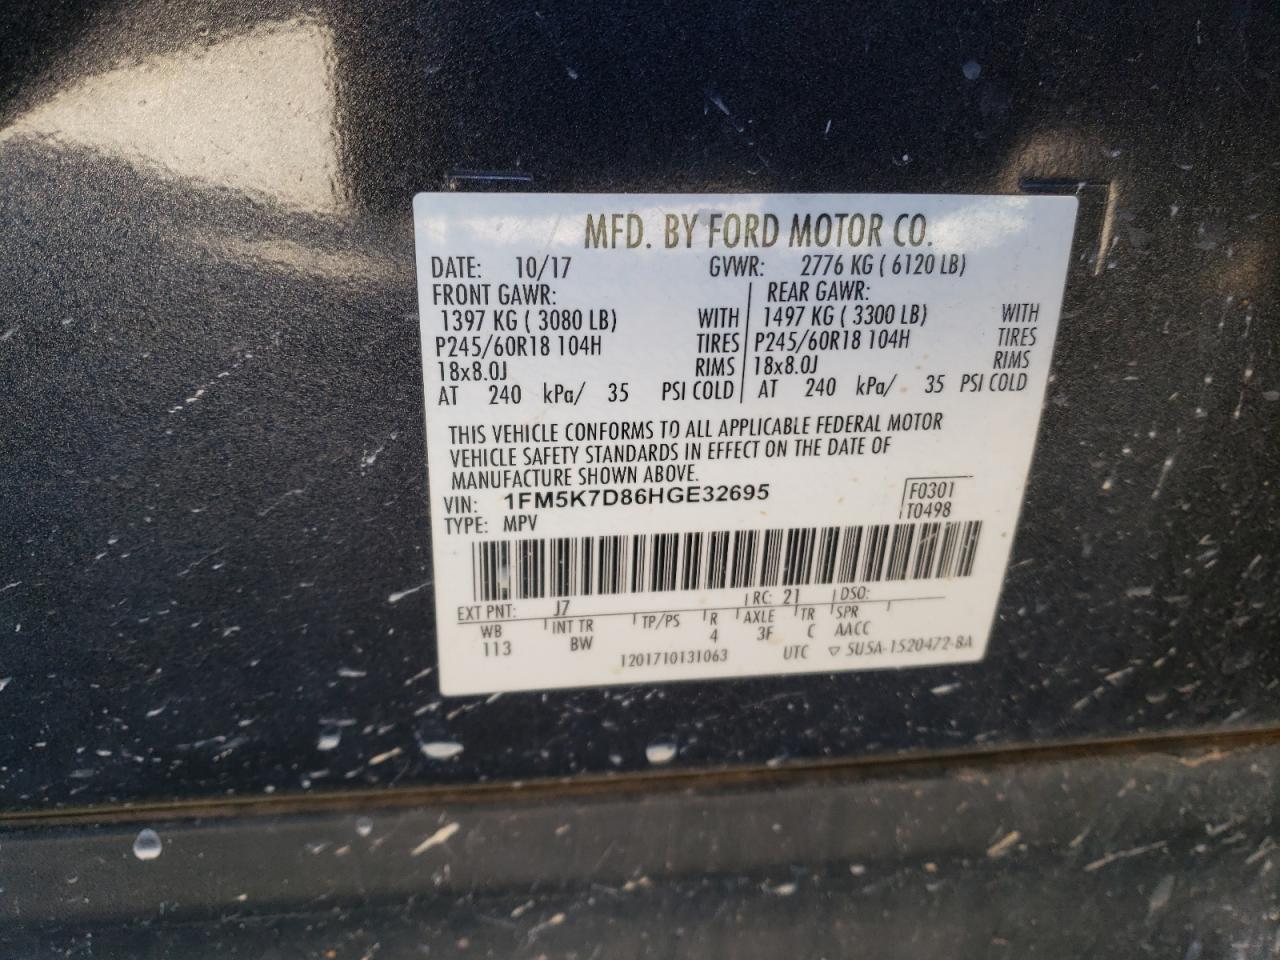 MFD. BY FORD MOTOR CO.
DATE: 10/17 GVWR: 2776 KG ( 6120 LB)
FRONT GAWR: REAR GAWR:
1397 KG ( 3080 LB) WITH 1497 KG ( 3300 LB) WITH
P245/60R18 104H TIRES P245/60R18 104H TIRES
18x8.0J RIMS 18x8.0J RIMS
AT 240 kPa/ 35 PSI COLD AT 240 kPa/ 35 PSI COLD
THIS VEHICLE CONFORMS TO ALL APPLICABLE FEDERAL MOTOR
VEHICLE SAFETY STANDARDS IN EFFECT ON THE DATE OF
MANUFACTURE SHOWN ABOVE.
VIN: 1FM5K7D86HGE32695 F0301
TYPE: MPV T0498
EXT PNT: J7 RC: 21 DSO:
WB INT TR TP/PS R AXLE TR SPR
113 BW 4 3F C AACC
1201710131063 UTC ▽ 5U5A-1520472-BA